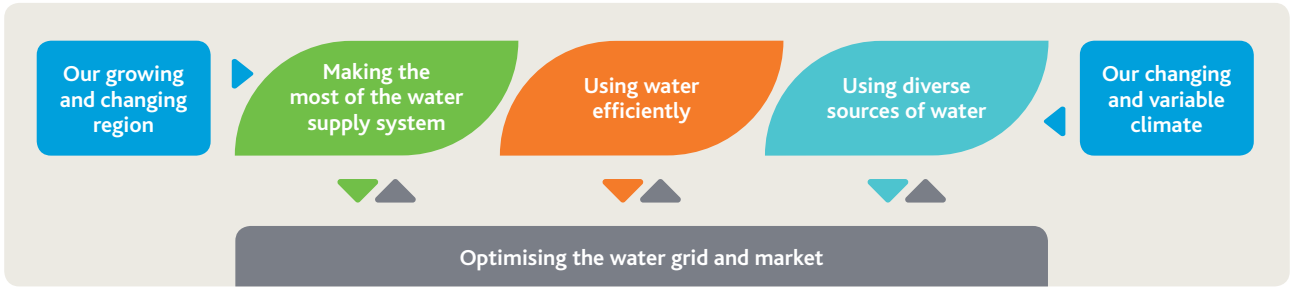 Our growing
and changing
region
Making the
most of the water
supply system
Using water
efficiently
Using diverse
sources of water
Our changing
and variable
climate
Optimising the water grid and market